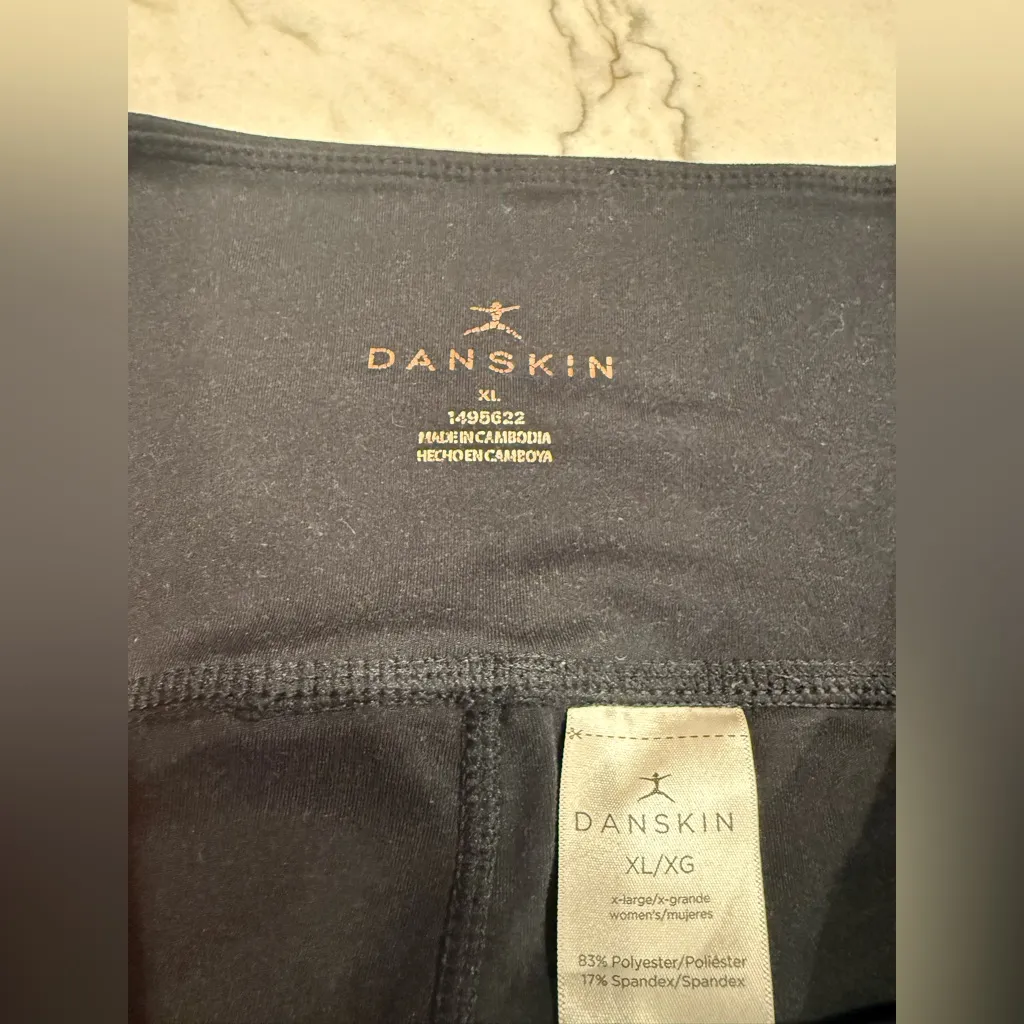 DANSKIN
XL
1495622
MADE IN CAMBODIA
HECHO EN CAMBOYA
DANSKIN
XL/XG
x-large/x-grande
women's/mujeres
83% Polyester/Poliéster
17% Spandex/Spandex